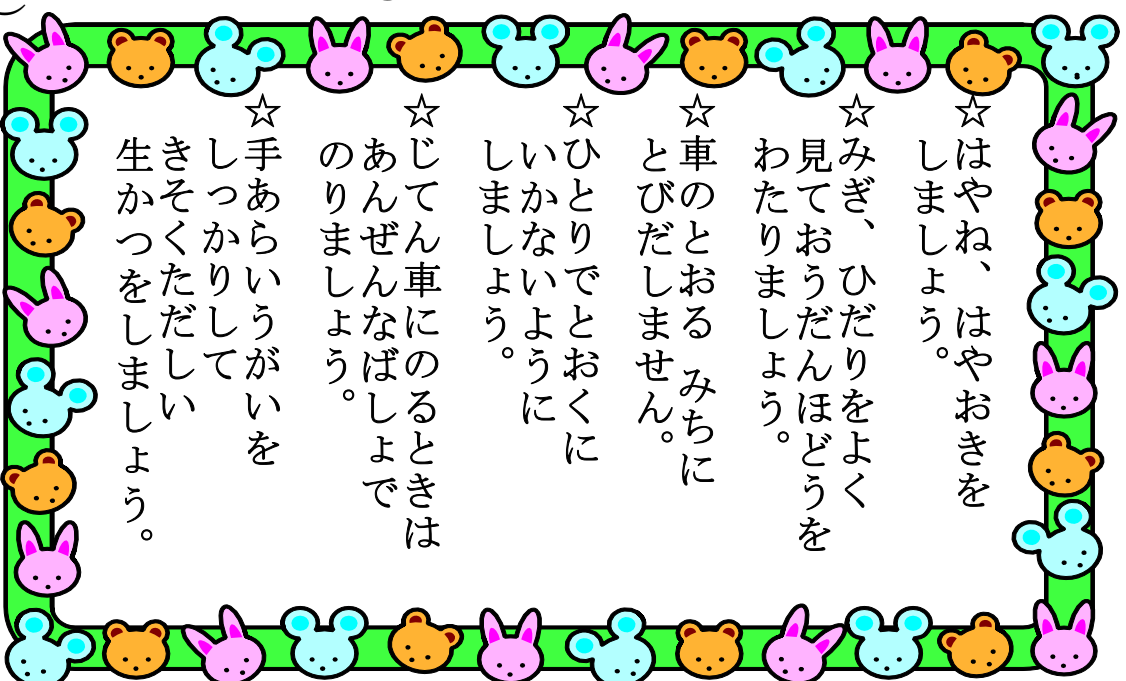 ☆はやね、はやおきを
しましょう。
☆みぎ、ひだりをよく
見ておうだんほどうを
わたりましょう。
☆車のとおる みちに
とびだしません。
☆ひとりでとおくに
いかないように
しましょう。
☆じてん車にのるときは
あんぜんなばしょで
のりましょう。
☆手あらいうがいを
しっかりして
きそくただしい
生かつをしましょう。